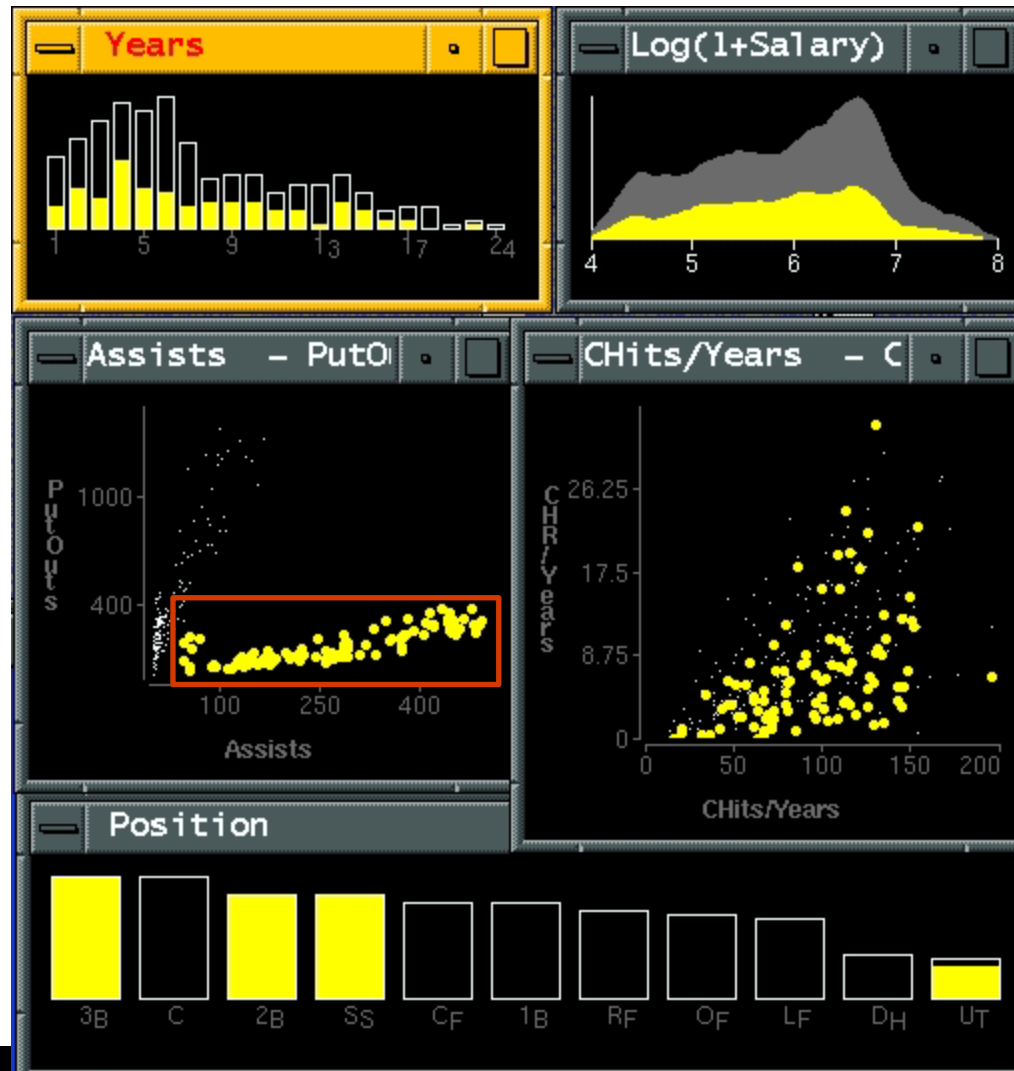 Years
1 5 9 13 17 24
Log(1+Salary)
4 5 6 7 8
Assists - PutO
PutOuts
1000
400
100 250 400
Assists
CHits/Years - C
CHR/Years
26.25
17.5
8.75
0
0 50 100 150 200
CHits/Years
Position
3B C 2B SS CF 1B RF OF LF DH UT